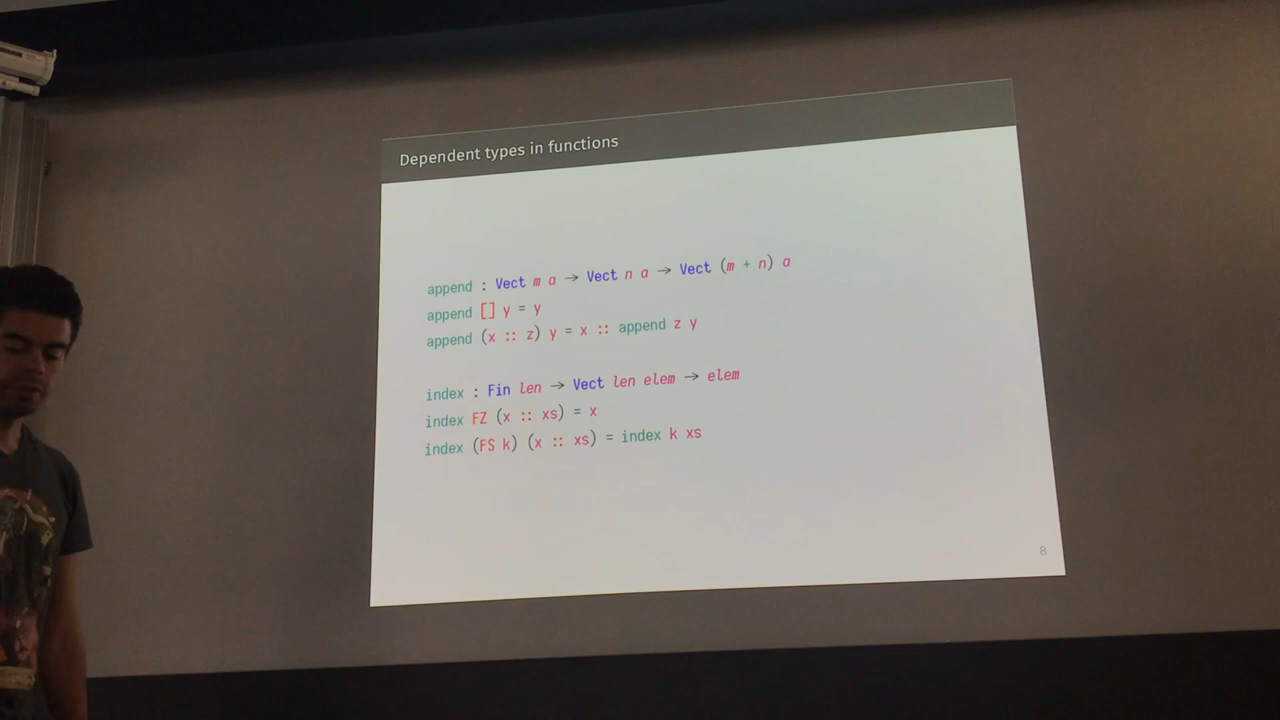 Dependent types in functions
append : Vect m a → Vect n a → Vect (m + n) a
append [] y = y
append (x :: z) y = x :: append z y
index : Fin len → Vect len elem → elem
index FZ (x :: xs) = x
index (FS k) (x :: xs) = index k xs
8